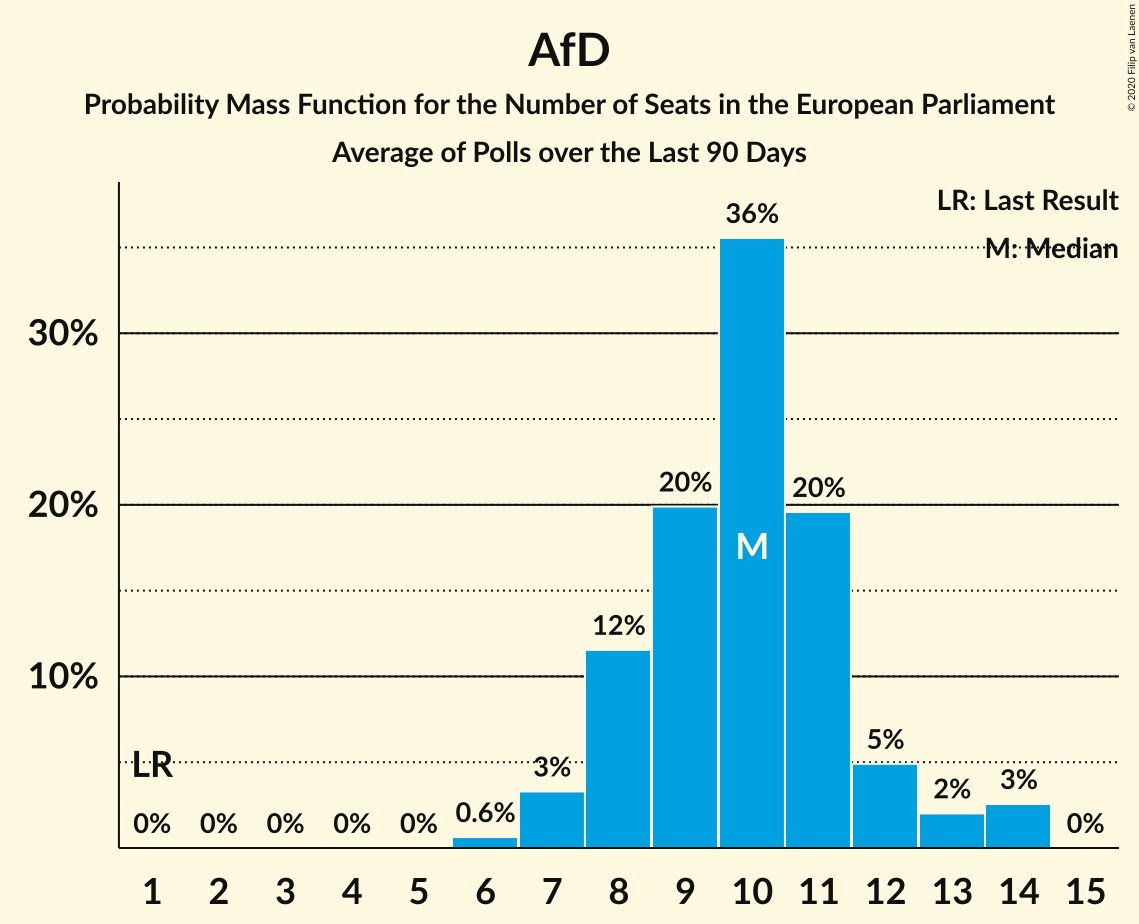 AfD
Probability Mass Function for the Number of Seats in the European Parliament
Average of Polls over the Last 90 Days
© 2020 Filip van Laenen
LR: Last Result
M: Median
36%
30%
20%
20%
20%
M
12%
10%
LR
5%
3%
3%
2%
0.6%
0% 0% 0% 0% 0% 0%
1 2 3 4 5 6 7 8 9 10 11 12 13 14 15